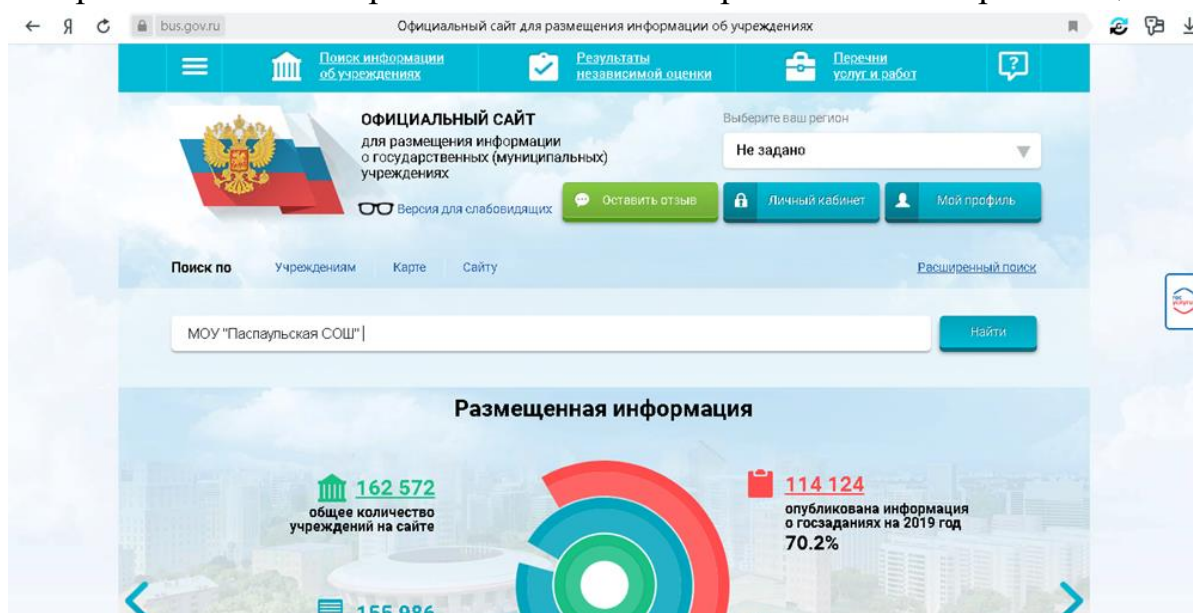 Я
bus.gov.ru
Официальный сайт для размещения информации об учреждениях
Поиск информации
об учреждениях
Результаты
независимой оценки
Перечни
услуг и работ
ОФИЦИАЛЬНЫЙ САЙТ
для размещения информации
о государственных (муниципальных)
учреждениях
Версия для слабовидящих
Выберите ваш регион
Не задано
Оставить отзыв
Личный кабинет
Мой профиль
Поиск по
Учреждениям
Карте
Сайту
Расширенный поиск
МОУ "Паспаульская СОШ"
Найти
Размещенная информация
162 572
общее количество
учреждений на сайте
114 124
опубликована информация
о госзаданиях на 2019 год
70.2%
155 986